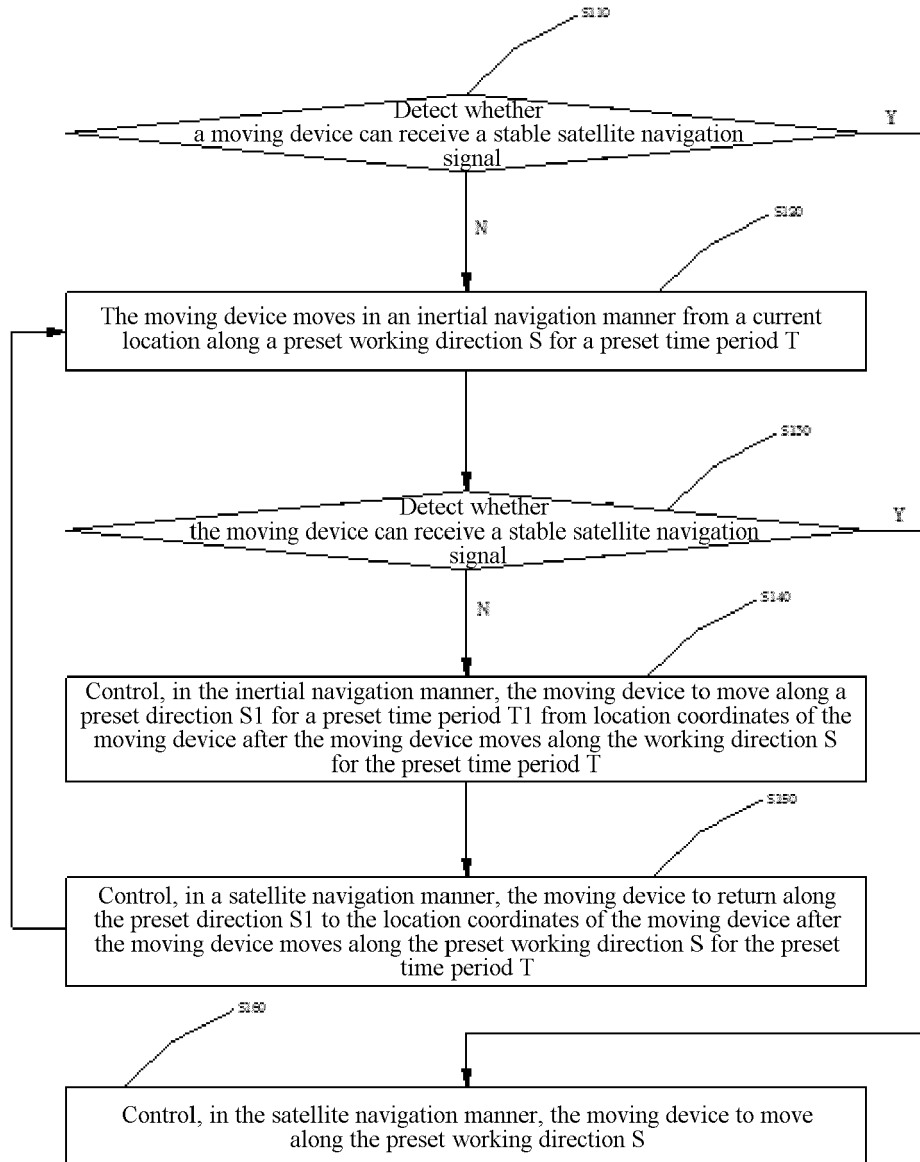 S110
Detect whether
a moving device can receive a stable satellite navigation
signal
Y
N
S120
The moving device moves in an inertial navigation manner from a current
location along a preset working direction S for a preset time period T
S130
Detect whether
the moving device can receive a stable satellite navigation
signal
Y
N
S140
Control, in the inertial navigation manner, the moving device to move along a
preset direction S1 for a preset time period T1 from location coordinates of the
moving device after the moving device moves along the working direction S
for the preset time period T
S150
Control, in a satellite navigation manner, the moving device to return along
the preset direction S1 to the location coordinates of the moving device after
the moving device moves along the preset working direction S for the preset
time period T
S160
Control, in the satellite navigation manner, the moving device to move
along the preset working direction S